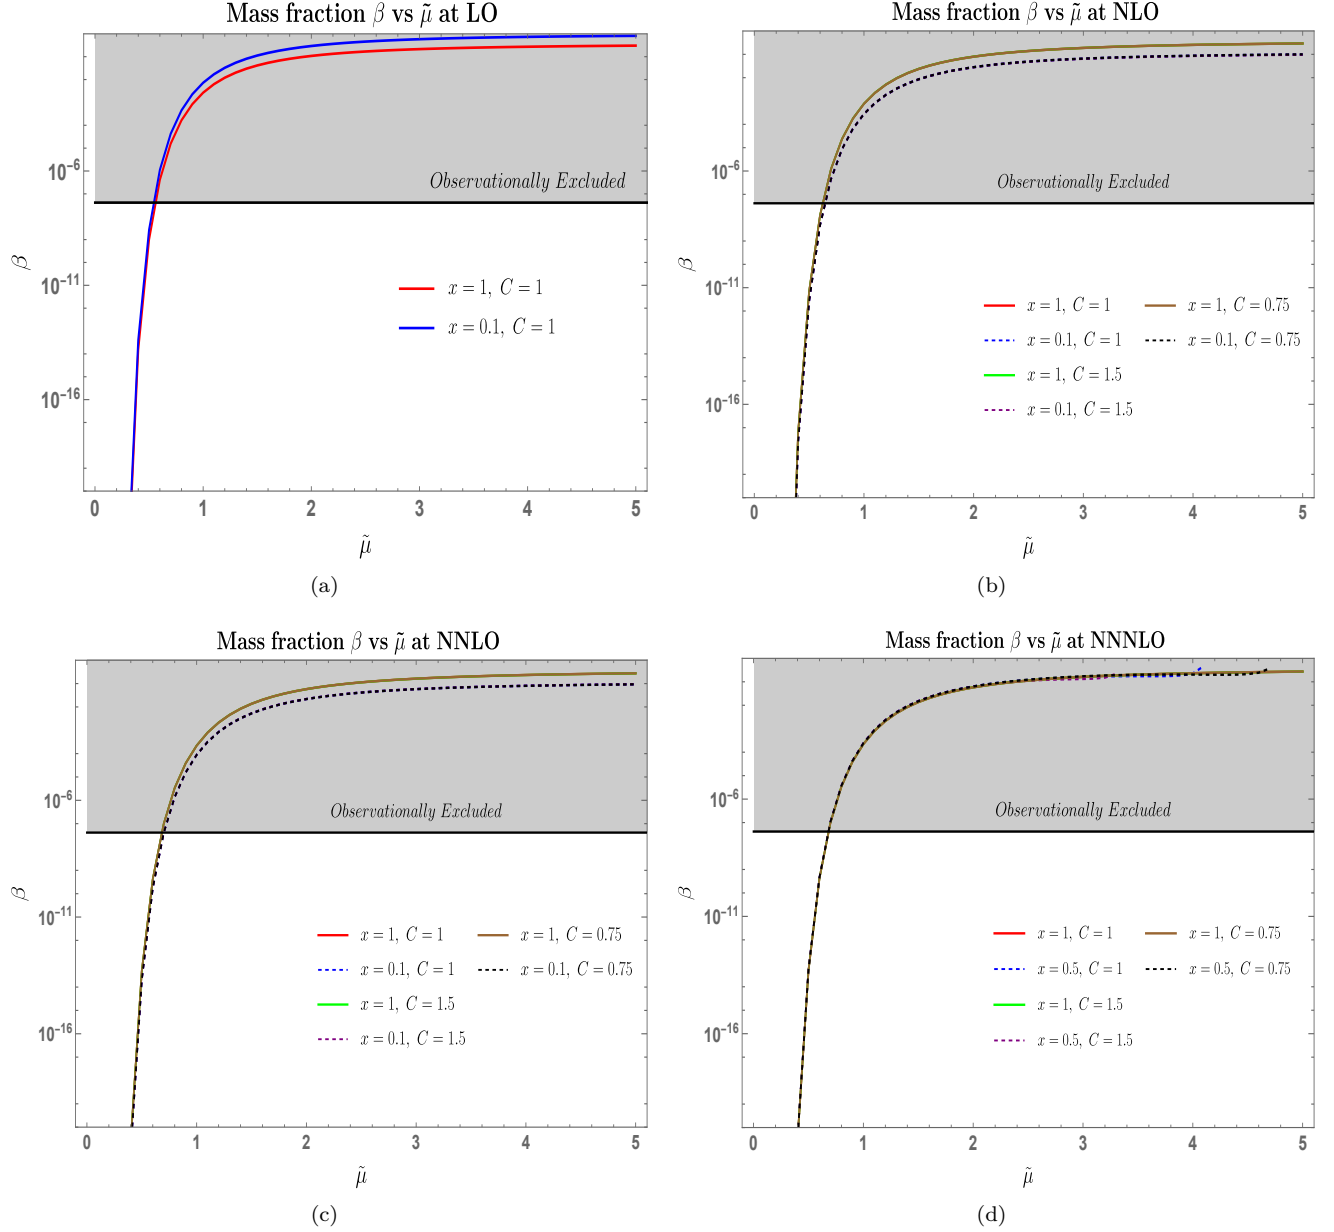 Mass fraction β vs μ̃ at LO
10⁻⁶
10⁻¹¹
10⁻¹⁶
β
Observationally Excluded
x = 1, C = 1
x = 0.1, C = 1
0 1 2 3 4 5
μ̃
(a)
Mass fraction β vs μ̃ at NLO
10⁻⁶
10⁻¹¹
10⁻¹⁶
β
Observationally Excluded
x = 1, C = 1 x = 1, C = 0.75
x = 0.1, C = 1 x = 0.1, C = 0.75
x = 1, C = 1.5
x = 0.1, C = 1.5
0 1 2 3 4 5
μ̃
(b)
Mass fraction β vs μ̃ at NNLO
10⁻⁶
10⁻¹¹
10⁻¹⁶
β
Observationally Excluded
x = 1, C = 1 x = 1, C = 0.75
x = 0.1, C = 1 x = 0.1, C = 0.75
x = 1, C = 1.5
x = 0.1, C = 1.5
0 1 2 3 4 5
μ̃
(c)
Mass fraction β vs μ̃ at NNNLO
10⁻⁶
10⁻¹¹
10⁻¹⁶
β
Observationally Excluded
x = 1, C = 1 x = 1, C = 0.75
x = 0.5, C = 1 x = 0.5, C = 0.75
x = 1, C = 1.5
x = 0.5, C = 1.5
0 1 2 3 4 5
μ̃
(d)